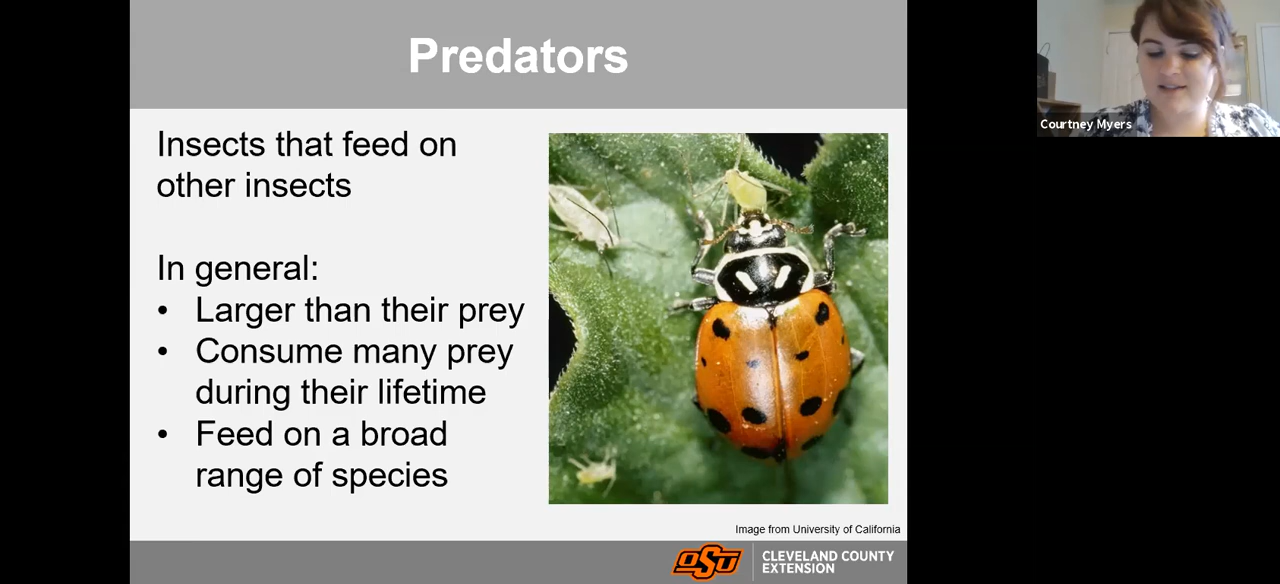 Predators
Courtney Myers
Insects that feed on
other insects
In general:
• Larger than their prey
• Consume many prey
during their lifetime
• Feed on a broad
range of species
Image from University of California
OSU
CLEVELAND COUNTY
EXTENSION